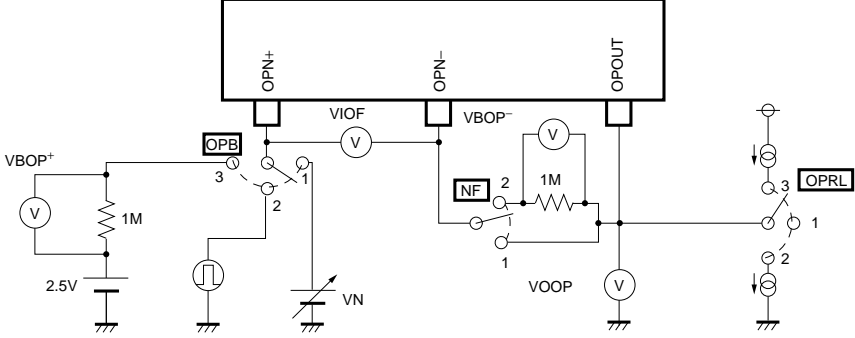 OPN+
OPN−
OPOUT
VIOF
VBOP−
V
OPB
VBOP+
3
1
2
V
1M
2.5V
VN
V
NF
2
1M
1
VOOP
V
3
OPRL
1
2